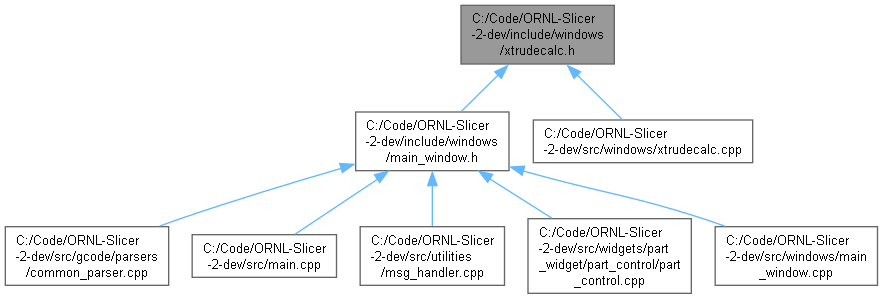 C:/Code/ORNL-Slicer
-2-dev/include/windows
/xtrudecalc.h
C:/Code/ORNL-Slicer
-2-dev/include/windows
/main_window.h
C:/Code/ORNL-Slicer
-2-dev/src/windows/xtrudecalc.cpp
C:/Code/ORNL-Slicer
-2-dev/src/gcode/parsers
/common_parser.cpp
C:/Code/ORNL-Slicer
-2-dev/src/main.cpp
C:/Code/ORNL-Slicer
-2-dev/src/utilities
/msg_handler.cpp
C:/Code/ORNL-Slicer
-2-dev/src/widgets/part
_widget/part_control/part
_control.cpp
C:/Code/ORNL-Slicer
-2-dev/src/windows/main
_window.cpp